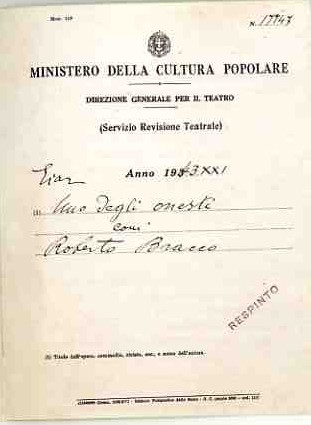 Mod. 119
N. 17747
MINISTERO DELLA CULTURA POPOLARE
DIREZIONE GENERALE PER IL TEATRO
(Servizio Revisione Teatrale)
Eiar Anno 1943 XXI
(1) Uno degli onesti
Roberto Bracco
RESPINTO
(1) Titolo dell'opera, commedia, rivista, ecc., e nome dell'autore.